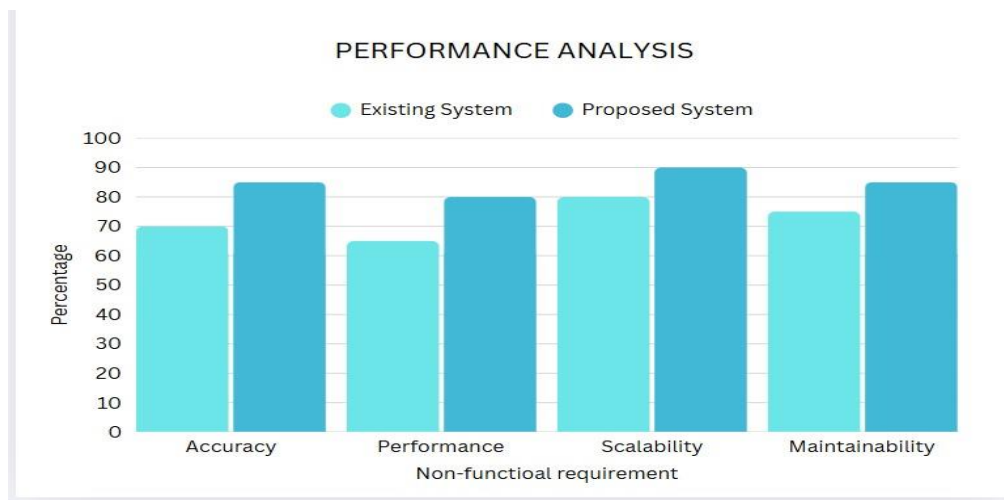 PERFORMANCE ANALYSIS
Existing System Proposed System
100
90
80
70
60
50
40
30
20
10
0
Percentage
Accuracy Performance Scalability Maintainability
Non-functioal requirement